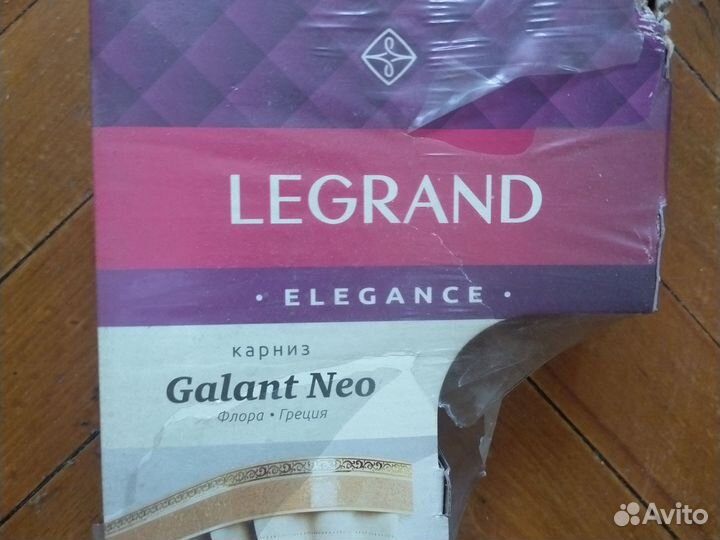 LEGRAND
• ELEGANCE •
карниз
Galant Neo
Флора • Греция
Avito